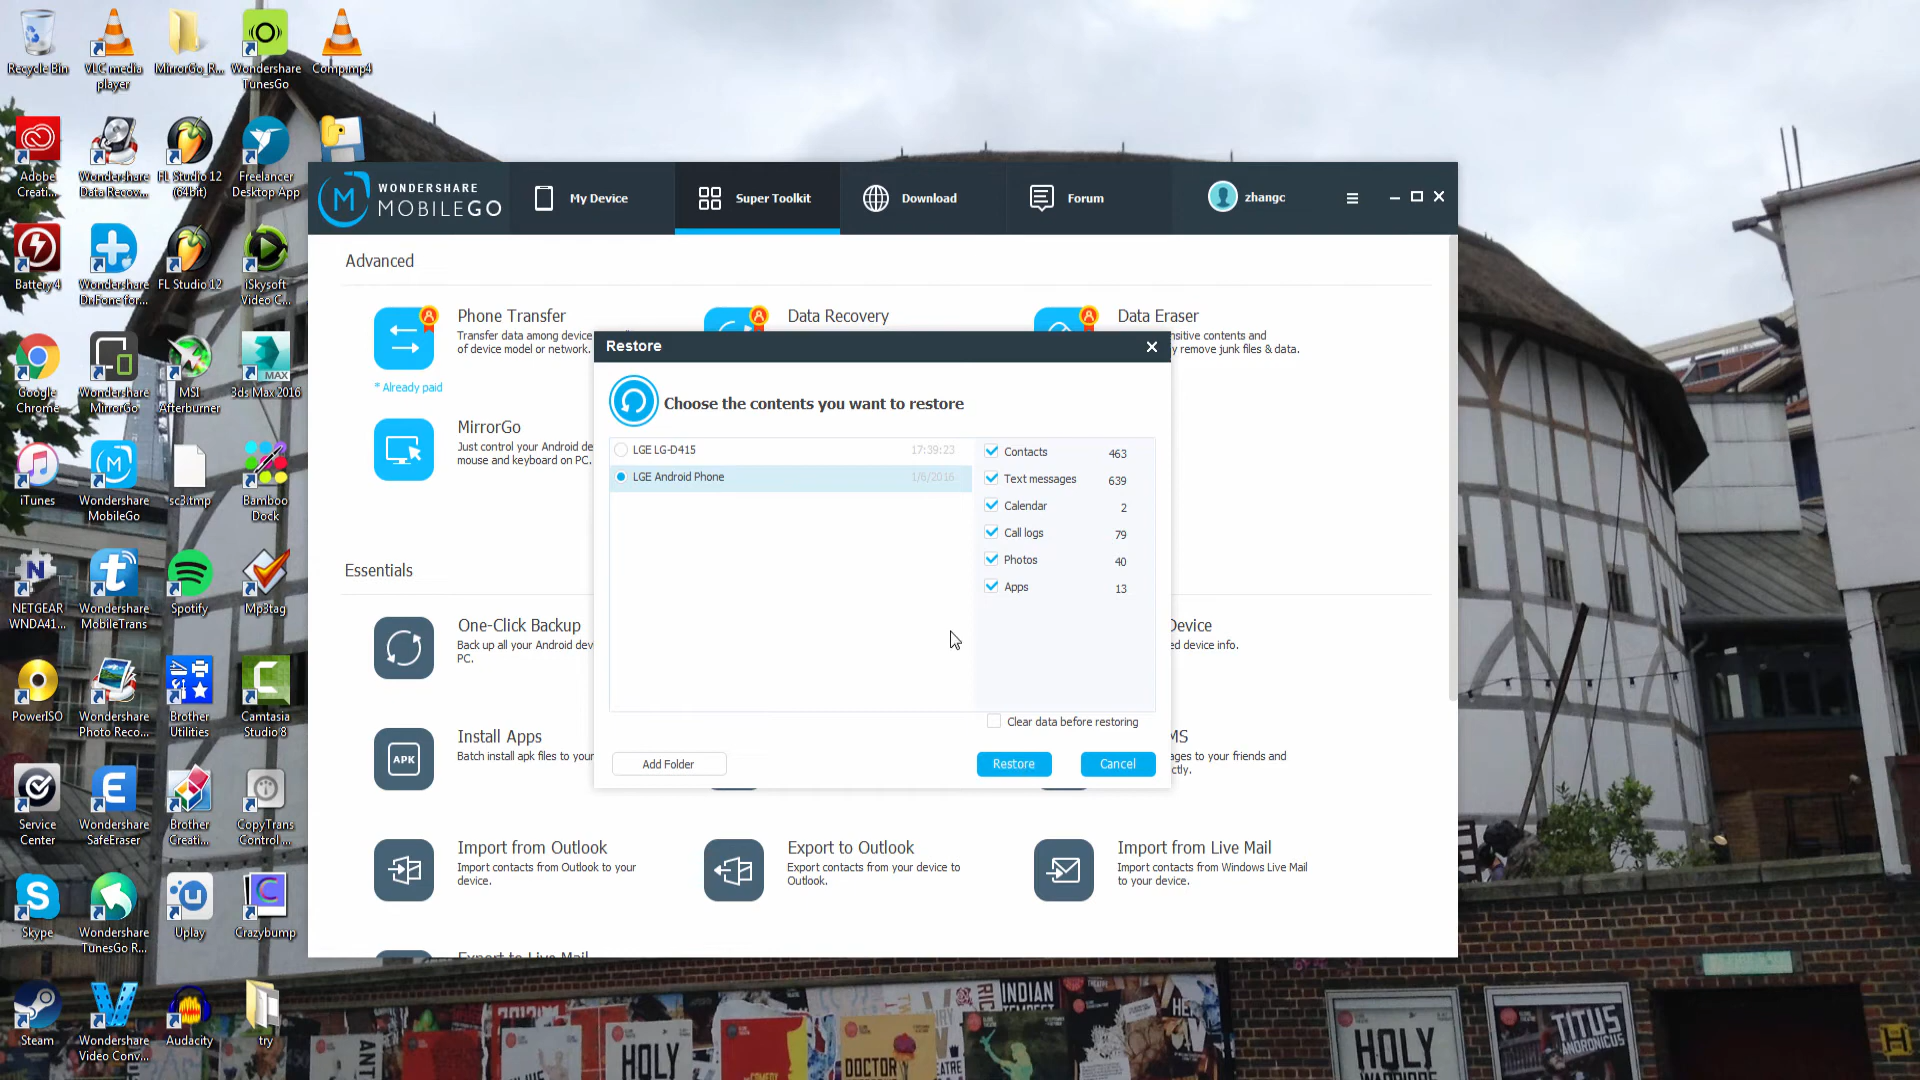 Recycle Bin
VLC media
player
MirrorGo_R...
Wondershare
TunesGo
Comp.mp4
Adobe
Creati...
Wondershare
Data Recov...
FL Studio 12
(64bit)
Freelancer
Desktop App
Battery4
Wondershare
Dr.Fone for...
FL Studio 12
iSkysoft
Video C...
Google
Chrome
Wondershare
MirrorGo
MSI
Afterburner
MAX
3ds Max 2016
iTunes
Wondershare
MobileGo
sc3.tmp
Bamboo
Dock
NETGEAR
WNDA41...
Wondershare
MobileTrans
Spotify
Mp3tag
PowerISO
Wondershare
Photo Reco...
Brother
Utilities
Camtasia
Studio 8
Service
Center
Wondershare
SafeEraser
Brother
Creati...
CopyTrans
Control ...
Skype
Wondershare
TunesGo R...
Uplay
Crazybump
Steam
Wondershare
Video Conv...
Audacity
try
WONDERSHARE
MOBILEGO
My Device
Super Toolkit
Download
Forum
zhangc
Advanced
Phone Transfer
Transfer data among device
of device model or network.
* Already paid
Data Recovery
Data Eraser
sitive contents and
y remove junk files & data.
MirrorGo
Just control your Android de
mouse and keyboard on PC.
Restore
Choose the contents you want to restore
LGE LG-D415 17:39:23
LGE Android Phone 1/6/2016
Contacts 463
Text messages 639
Calendar 2
Call logs 79
Photos 40
Apps 13
Clear data before restoring
Add Folder
Restore
Cancel
Essentials
One-Click Backup
Back up all your Android dev
PC.
Device
ed device info.
APK
Install Apps
Batch install apk files to your
MS
ages to your friends and
ctly.
Import from Outlook
Import contacts from Outlook to your
device.
Export to Outlook
Export contacts from your device to
Outlook.
Import from Live Mail
Import contacts from Windows Live Mail
to your device.
Export to Live Mail
INDIAN
HOLY
DOCTOR
HOLY
WARRIORS
TITUS
ANDRONICUS